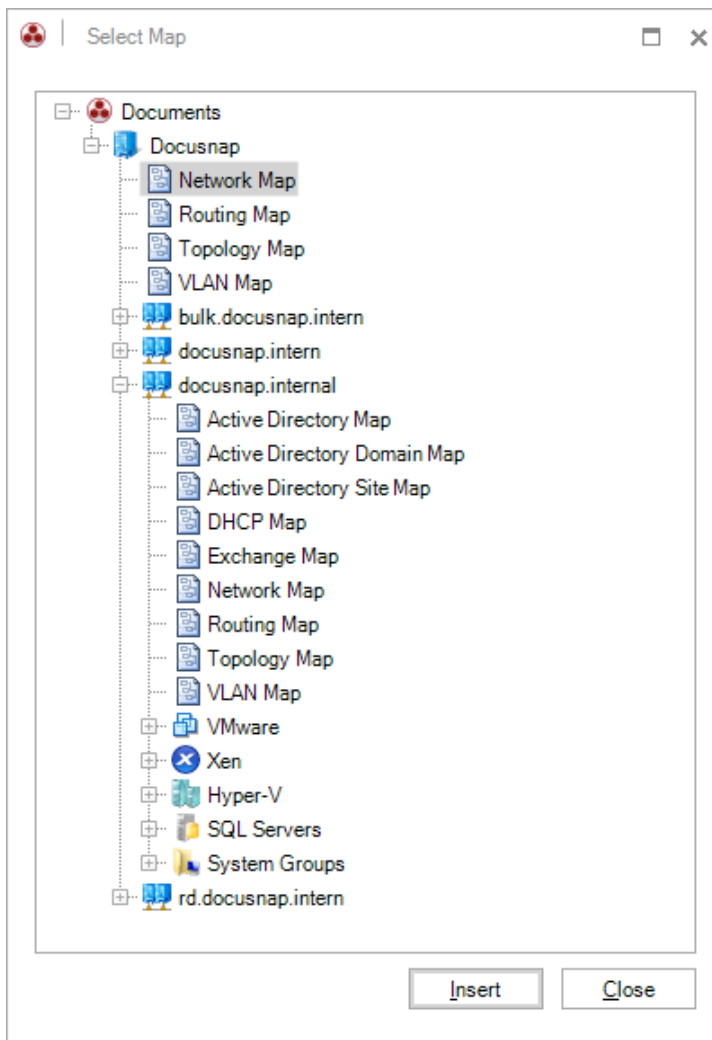 Select Map
Documents
Docusnap
Network Map
Routing Map
Topology Map
VLAN Map
bulk.docusnap.intern
docusnap.intern
docusnap.internal
Active Directory Map
Active Directory Domain Map
Active Directory Site Map
DHCP Map
Exchange Map
Network Map
Routing Map
Topology Map
VLAN Map
VMware
Xen
Hyper-V
SQL Servers
System Groups
rd.docusnap.intern
Insert Close